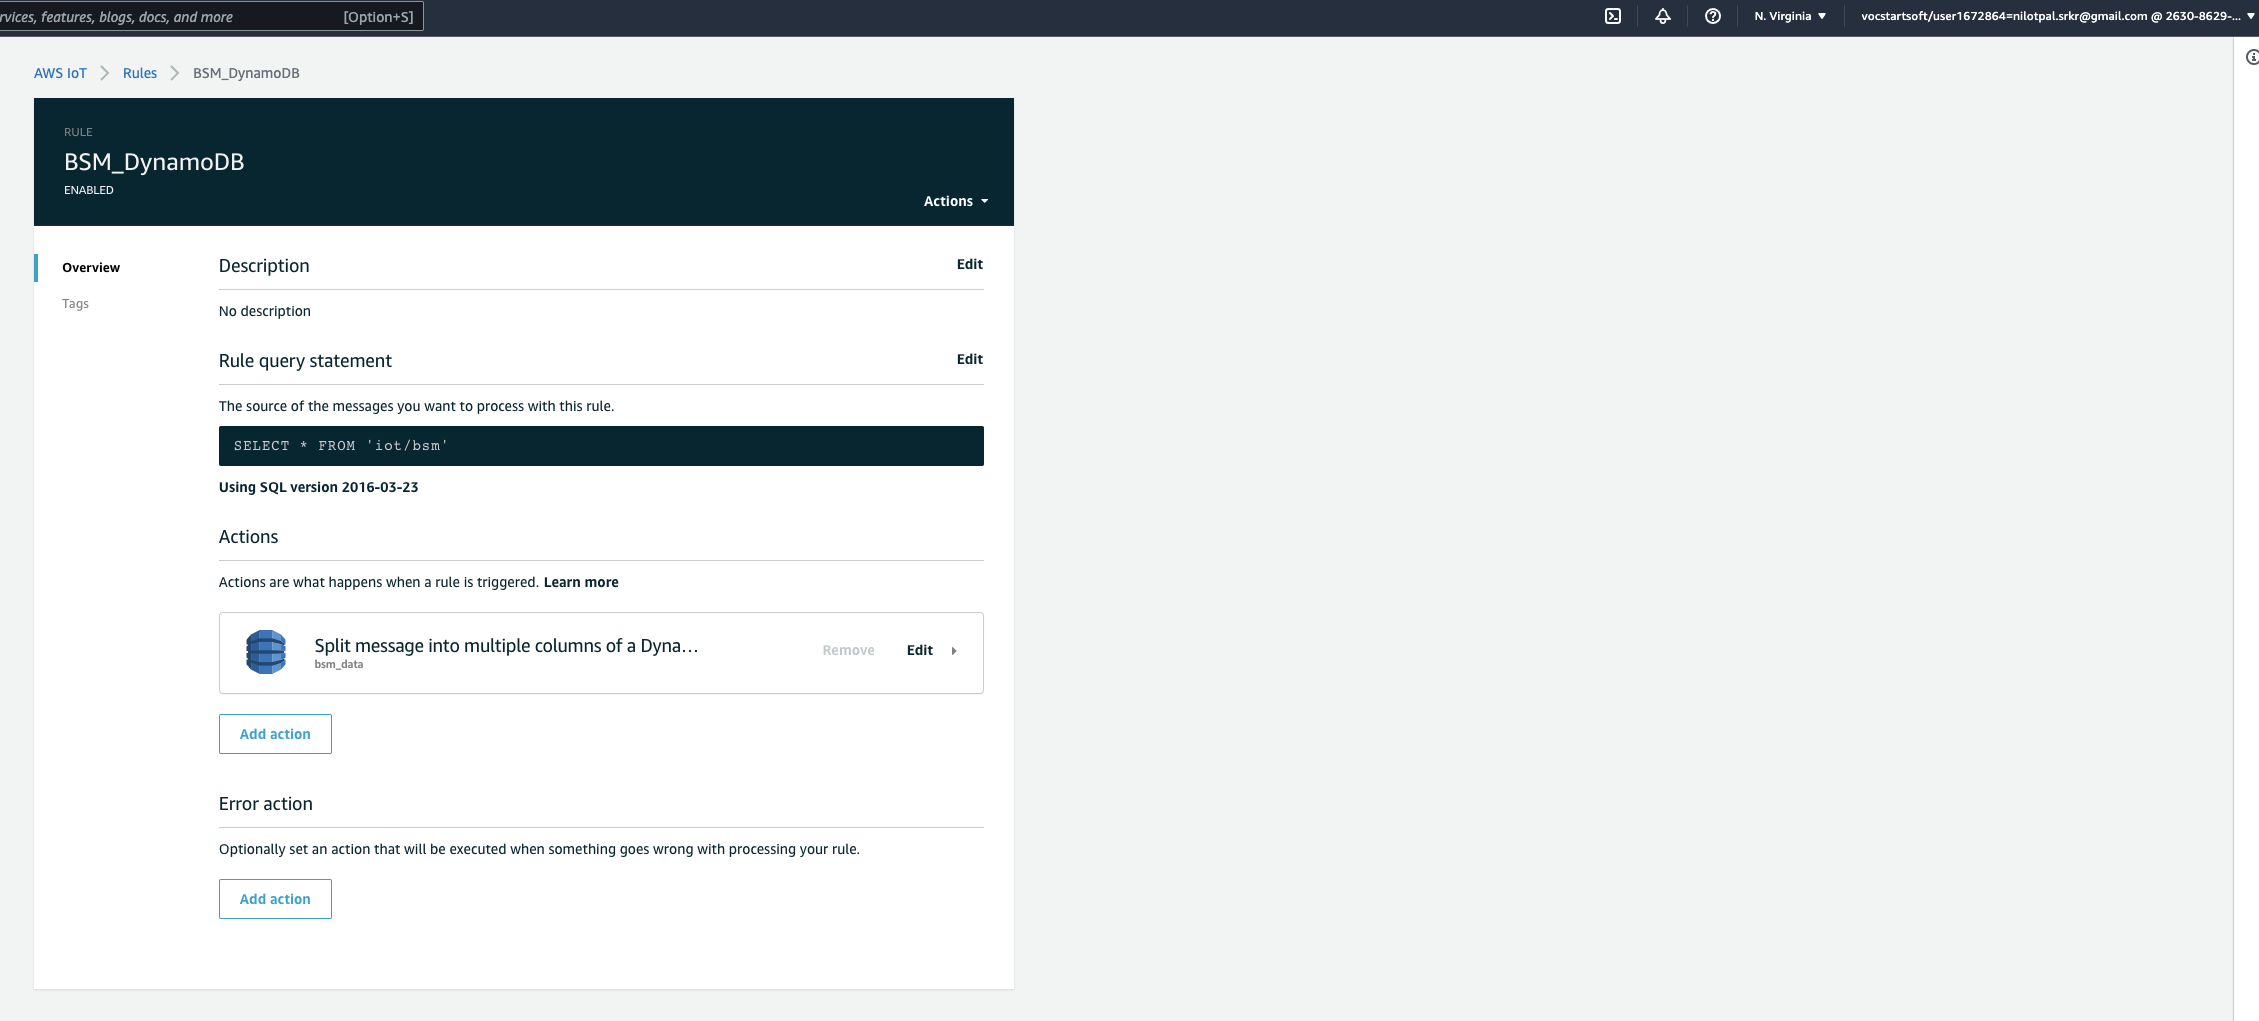 rvices, features, blogs, docs, and more [Option+S] N. Virginia ▼ vocstartsoft/user1672864=nilotpal.srkr@gmail.com @ 2630-8629-... ▼
AWS IoT > Rules > BSM_DynamoDB
RULE
BSM_DynamoDB
ENABLED
Actions
Overview
Tags
Description Edit
No description
Rule query statement Edit
The source of the messages you want to process with this rule.
SELECT * FROM 'iot/bsm'
Using SQL version 2016-03-23
Actions
Actions are what happens when a rule is triggered. Learn more
Split message into multiple columns of a Dyna...
bsm_data
Remove Edit
Add action
Error action
Optionally set an action that will be executed when something goes wrong with processing your rule.
Add action